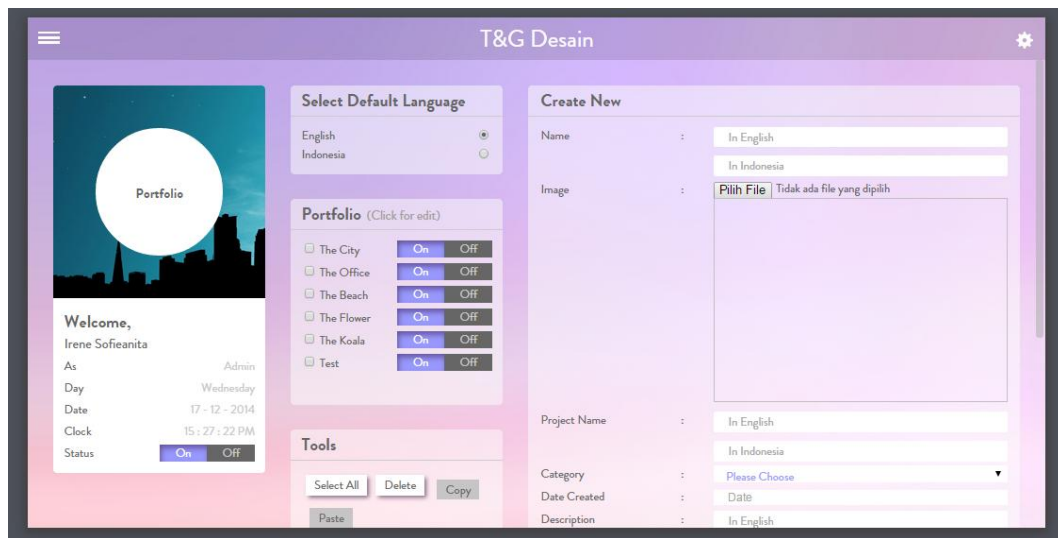 T&G Desain
Portfolio
Welcome,
Irene Sofieanita
As Admin
Day Wednesday
Date 17 - 12 - 2014
Clock 15 : 27 : 22 PM
Status On Off
Select Default Language
English
Indonesia
Portfolio (Click for edit)
The City On Off
The Office On Off
The Beach On Off
The Flower On Off
The Koala On Off
Test On Off
Tools
Select All Delete Copy
Paste
Create New
Name : In English
In Indonesia
Image : Pilih File Tidak ada file yang dipilih
Project Name : In English
In Indonesia
Category : Please Choose
Date Created : Date
Description : In English